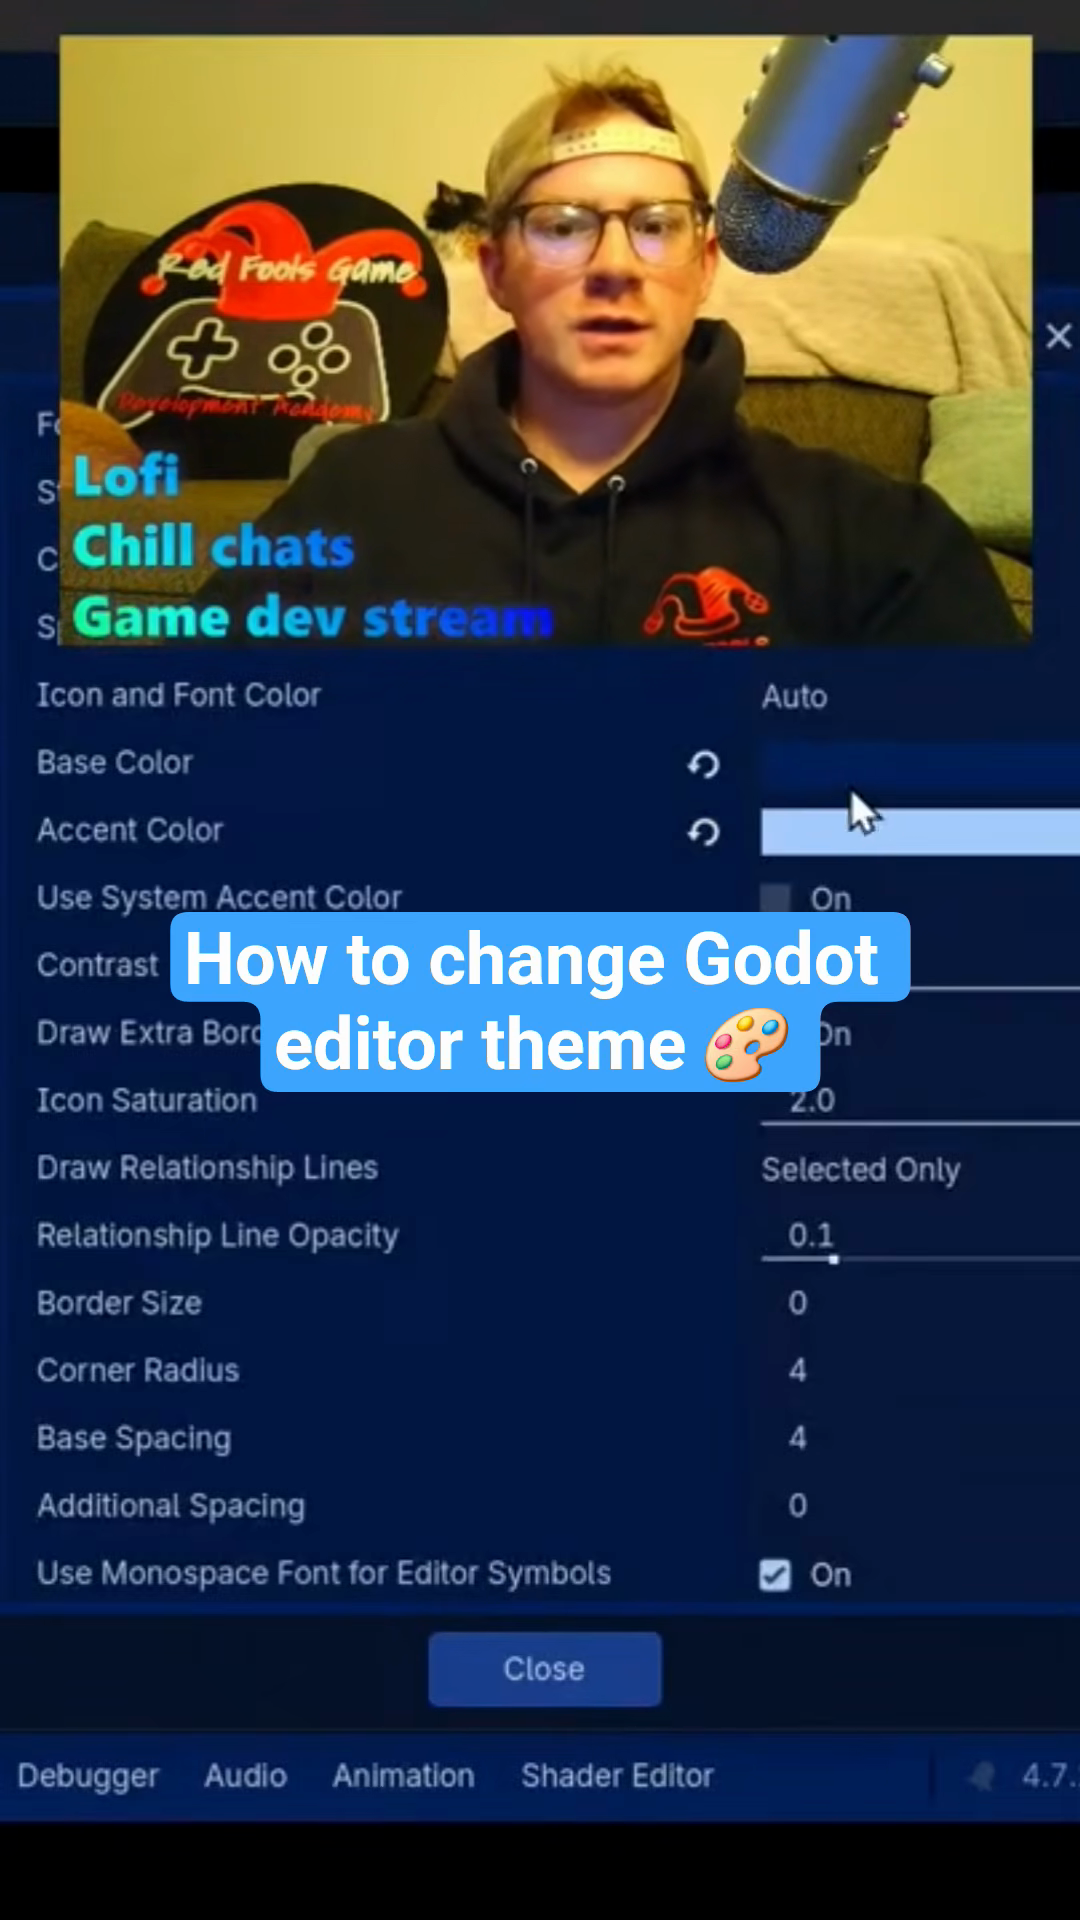 Red Fools Game
Development Academy
Lofi
Chill chats
Game dev stream
Icon and Font Color
Auto
Base Color
Accent Color
Use System Accent Color
On
Contrast
How to change Godot
editor theme 🎨
Draw Extra
On
Icon Saturation
2.0
Draw Relationship Lines
Selected Only
Relationship Line Opacity
0.1
Border Size
0
Corner Radius
4
Base Spacing
4
Additional Spacing
0
Use Monospace Font for Editor Symbols
On
Close
Debugger Audio Animation Shader Editor 4.7.